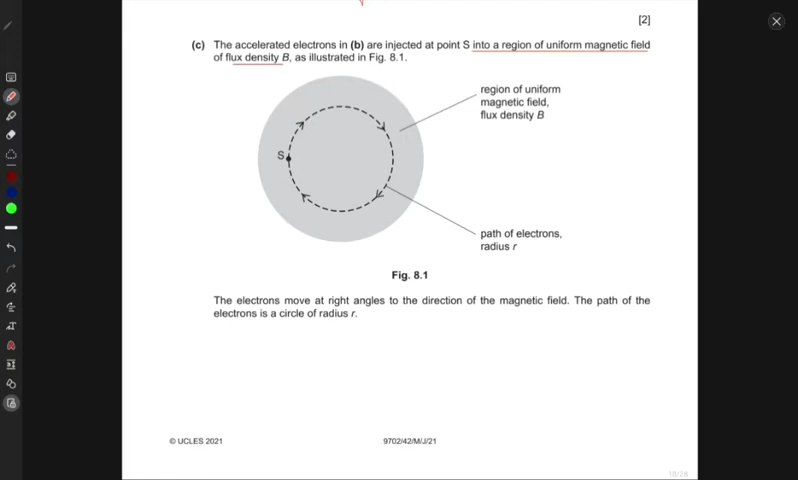 [2]
(c) The accelerated electrons in (b) are injected at point S into a region of uniform magnetic field
of flux density B, as illustrated in Fig. 8.1.
region of uniform
magnetic field,
flux density B
S
path of electrons,
radius r
Fig. 8.1
The electrons move at right angles to the direction of the magnetic field. The path of the
electrons is a circle of radius r.
© UCLES 2021
9702/42/M/J/21
18/26